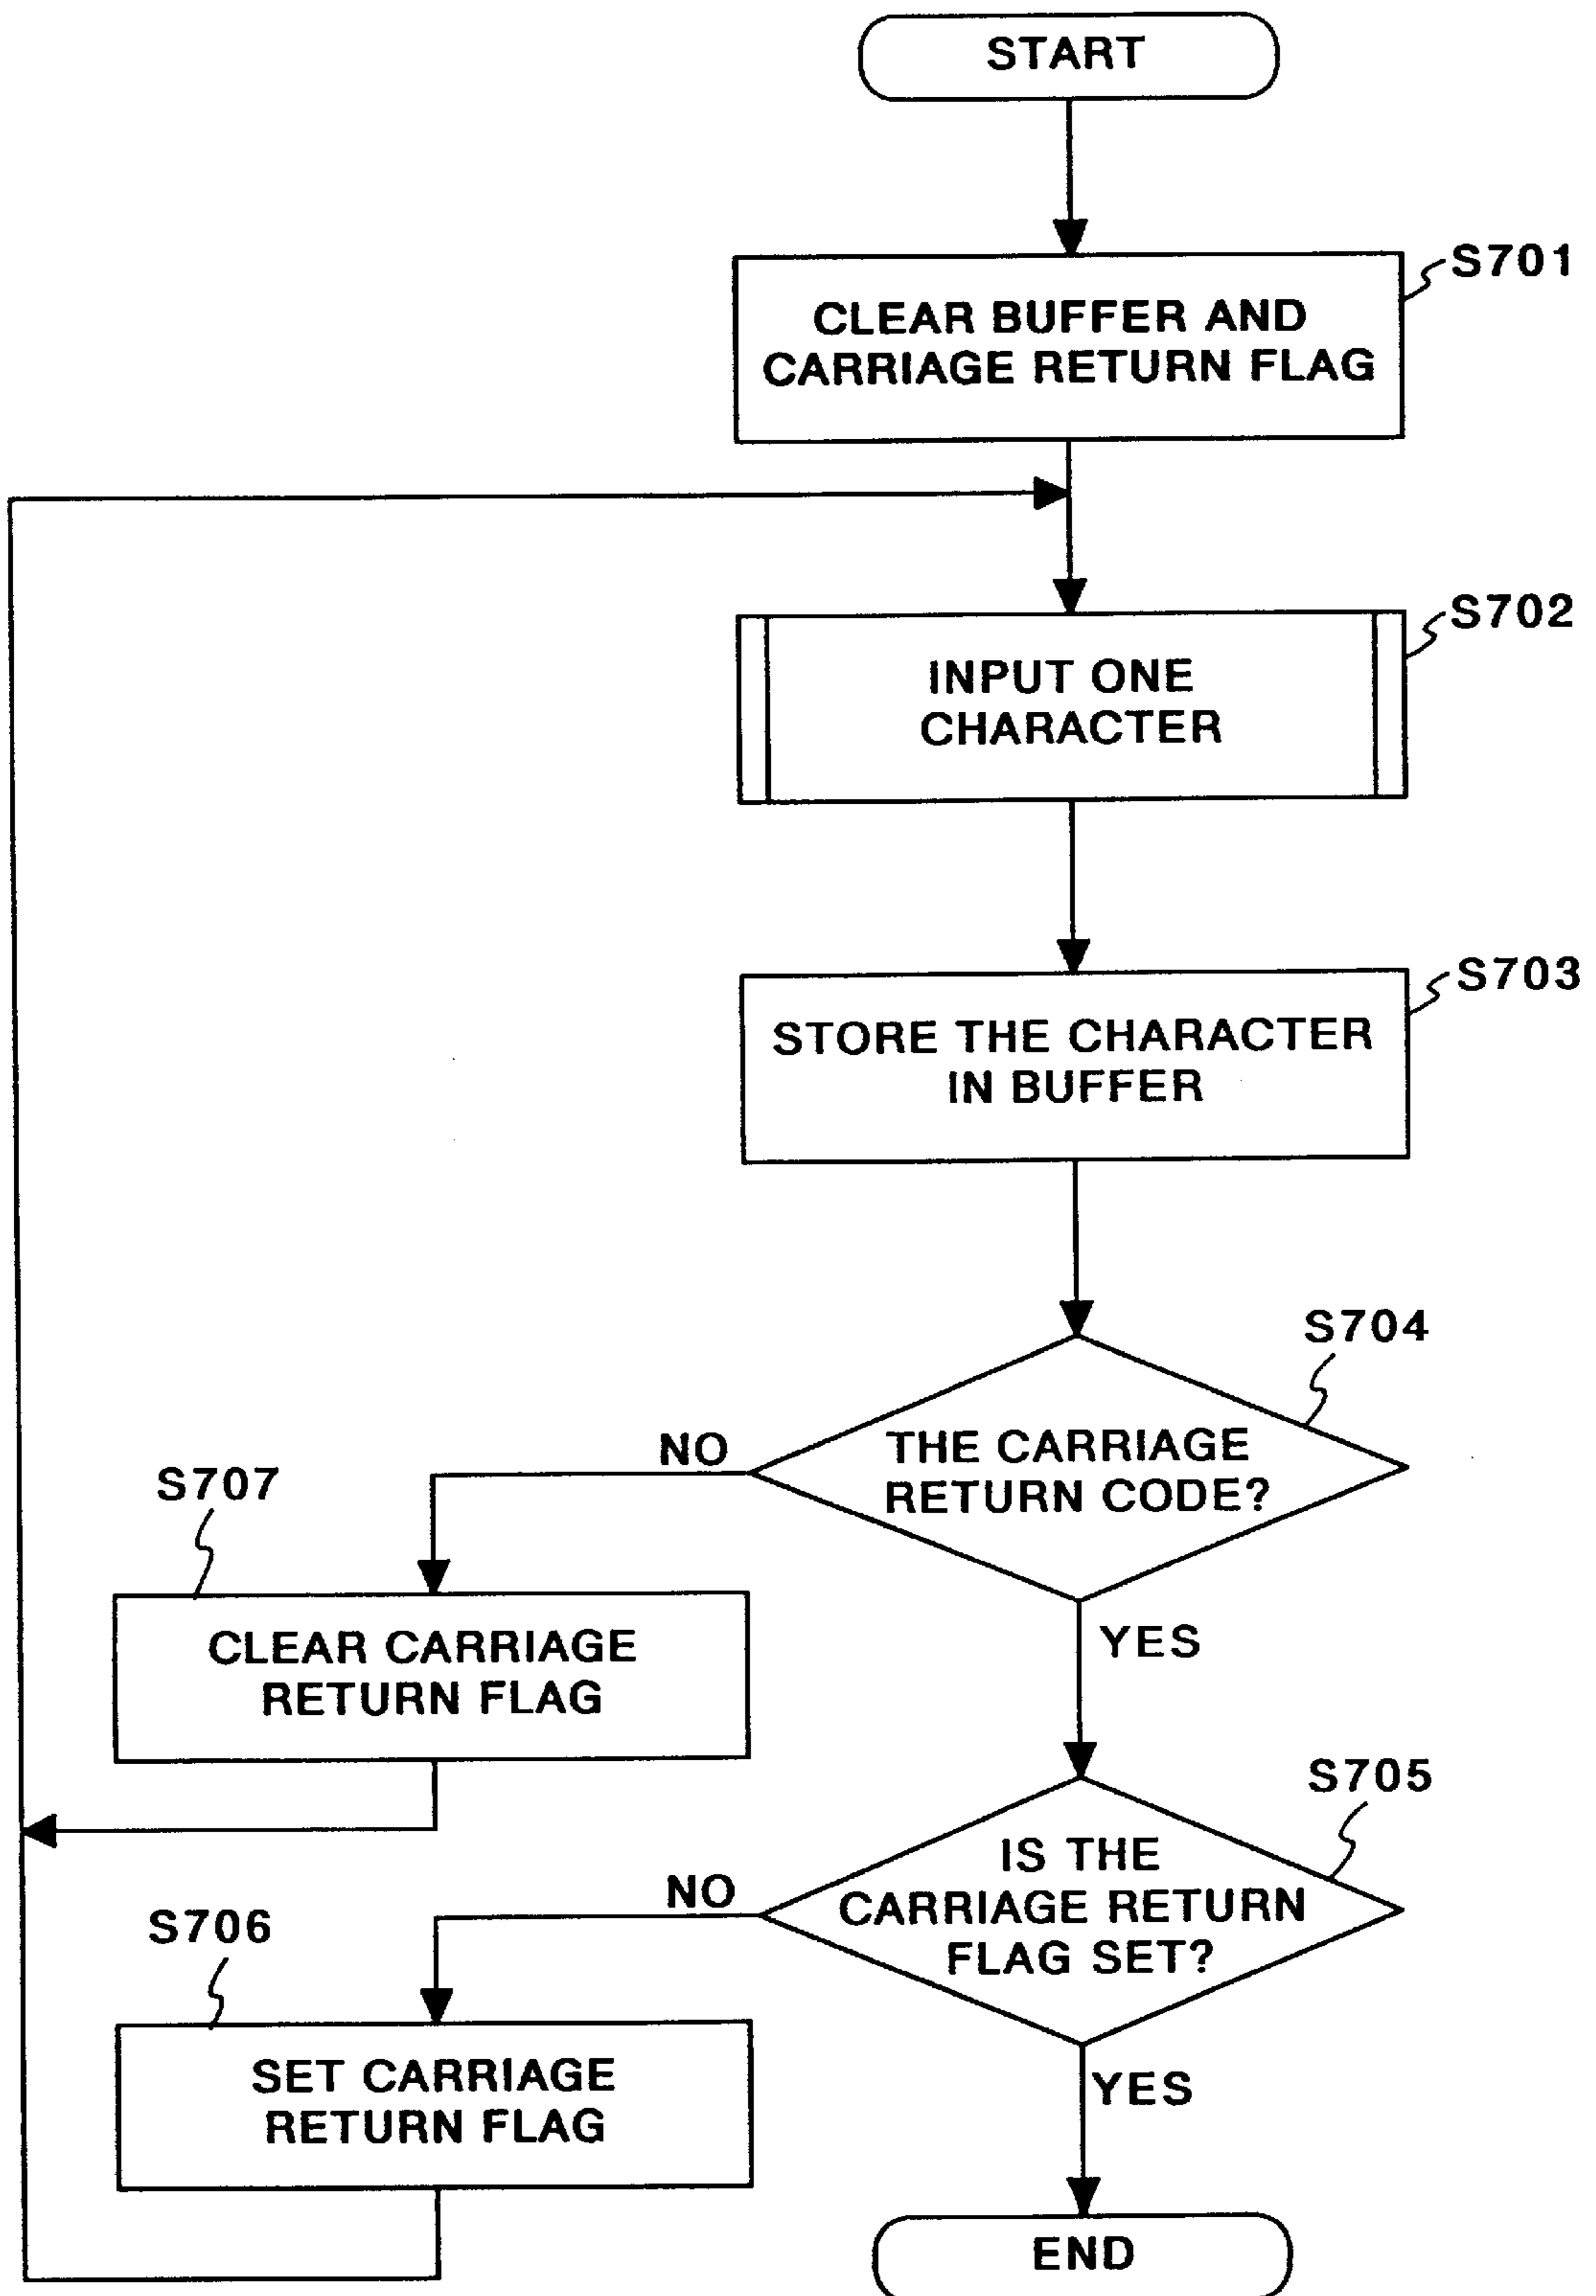 START
S701
CLEAR BUFFER AND
CARRIAGE RETURN FLAG
S702
INPUT ONE
CHARACTER
S703
STORE THE CHARACTER
IN BUFFER
S704
THE CARRIAGE
RETURN CODE?
NO
S707
CLEAR CARRIAGE
RETURN FLAG
YES
S705
IS THE
CARRIAGE RETURN
FLAG SET?
NO
S706
SET CARRIAGE
RETURN FLAG
YES
END